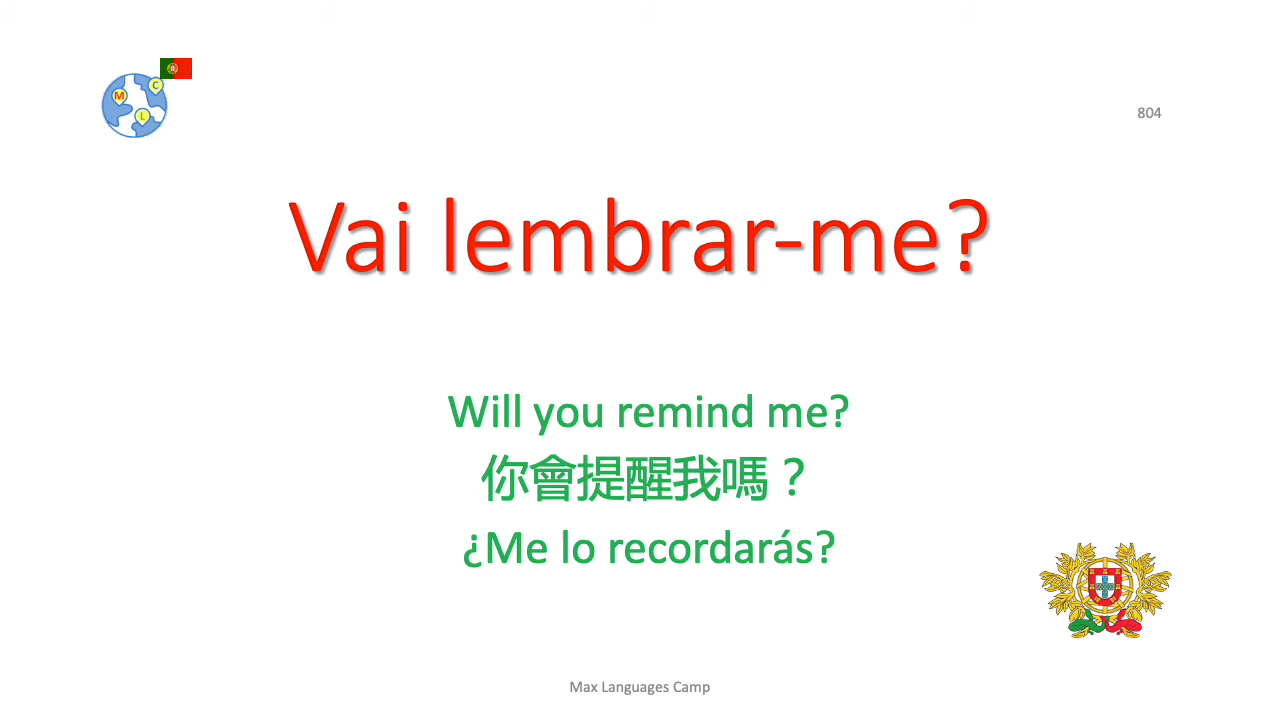 M
C
L
804
Vai lembrar-me?
Will you remind me?
你會提醒我嗎？
¿Me lo recordarás?
Max Languages Camp